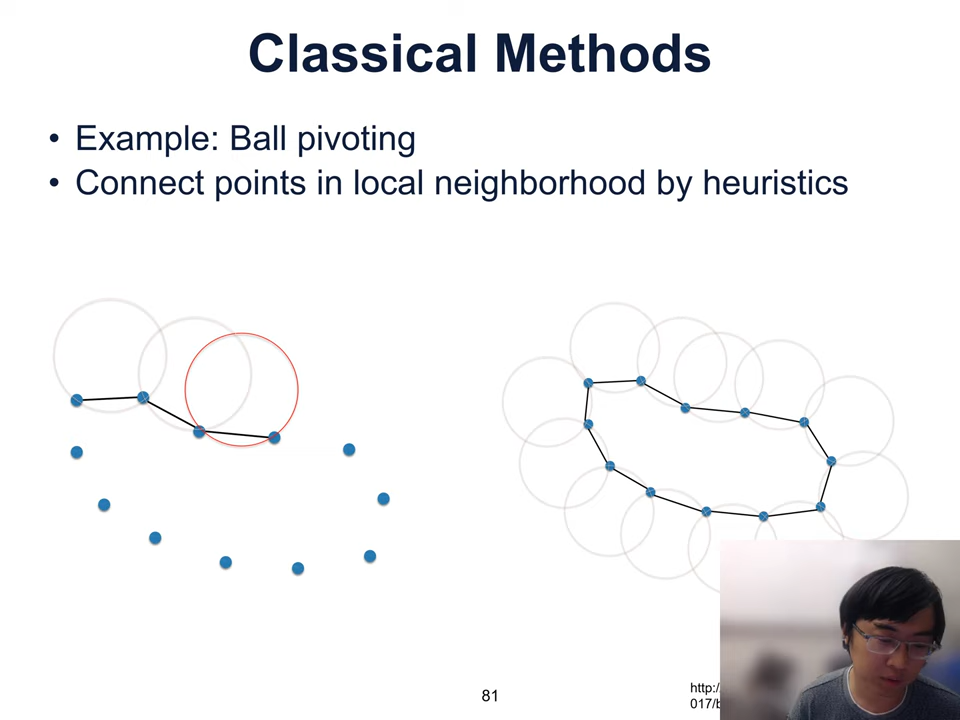 Classical Methods
• Example: Ball pivoting
• Connect points in local neighborhood by heuristics
81
http:/
017/b